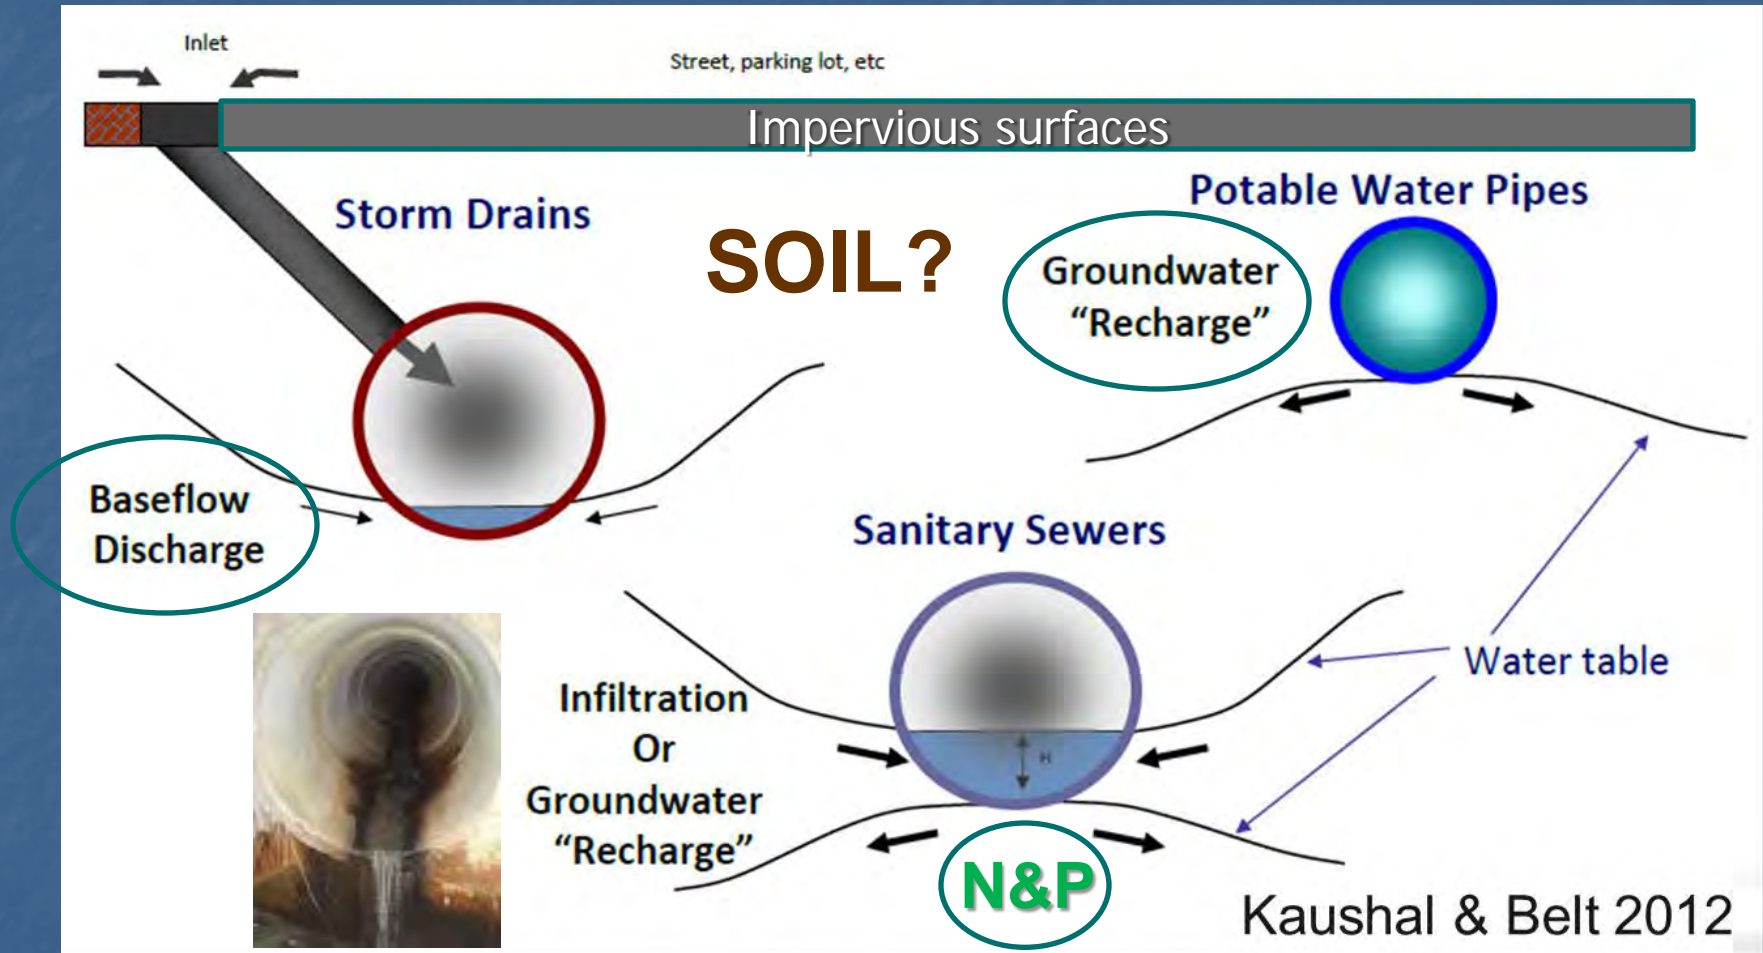 Inlet
Street, parking lot, etc
Impervious surfaces
Storm Drains
SOIL?
Potable Water Pipes
Groundwater
“Recharge”
Baseflow
Discharge
Sanitary Sewers
Infiltration
Or
Groundwater
“Recharge”
H
Water table
N&P
Kaushal & Belt 2012